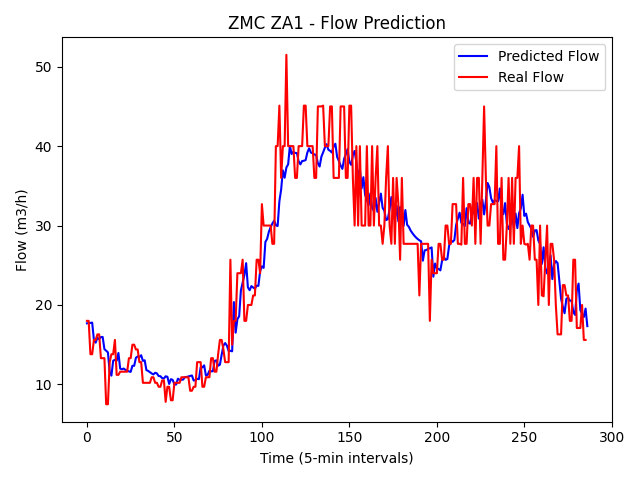 ZMC ZA1 - Flow Prediction
Predicted Flow
Real Flow
Flow (m3/h)
50
40
30
20
10
0 50 100 150 200 250 300
Time (5-min intervals)